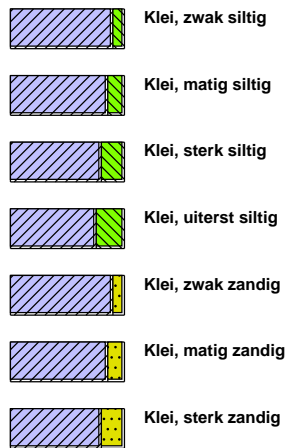 Klei, zwak siltig
Klei, matig siltig
Klei, sterk siltig
Klei, uiterst siltig
Klei, zwak zandig
Klei, matig zandig
Klei, sterk zandig